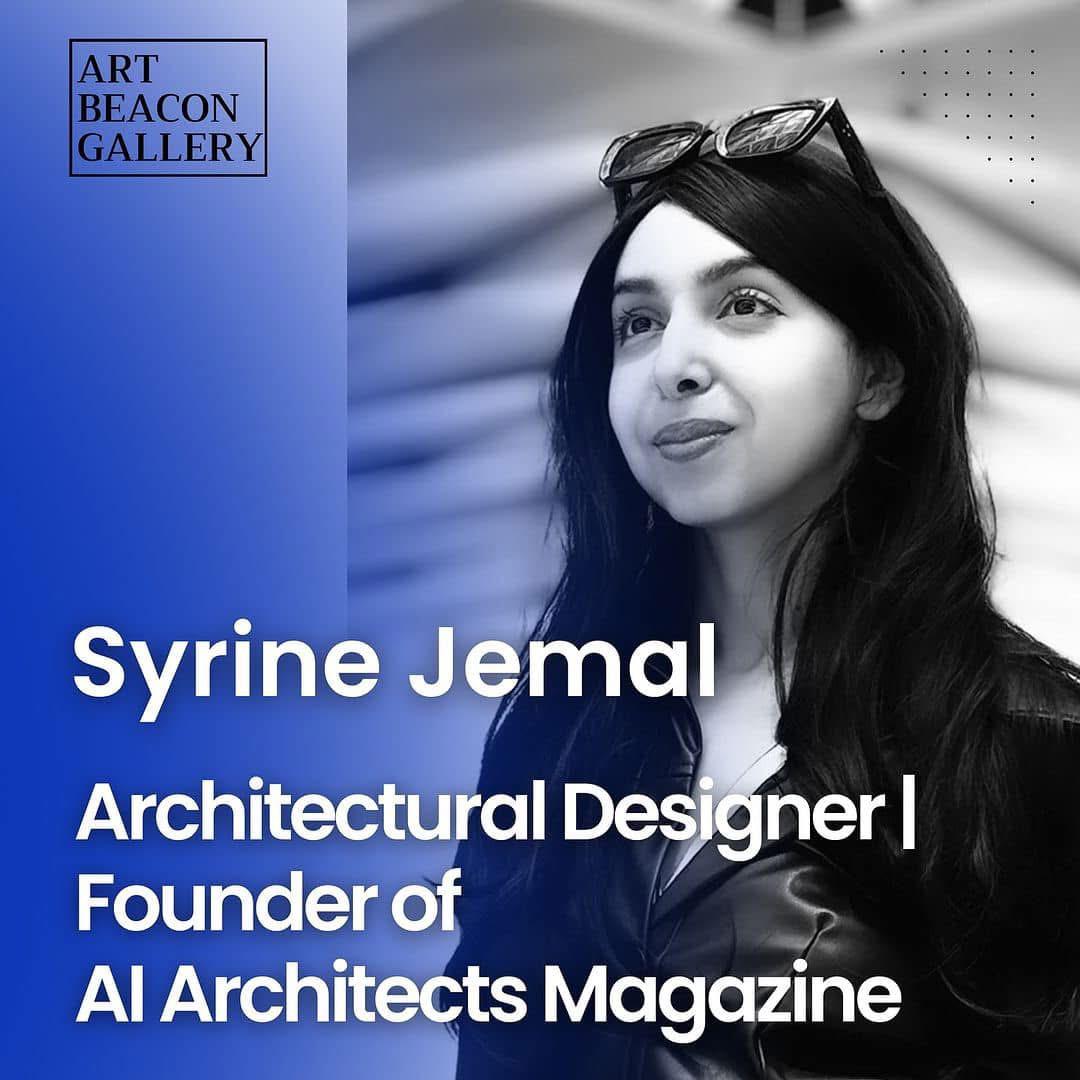 ART
BEACON
GALLERY
Syrine Jemal
Architectural Designer |
Founder of
AI Architects Magazine